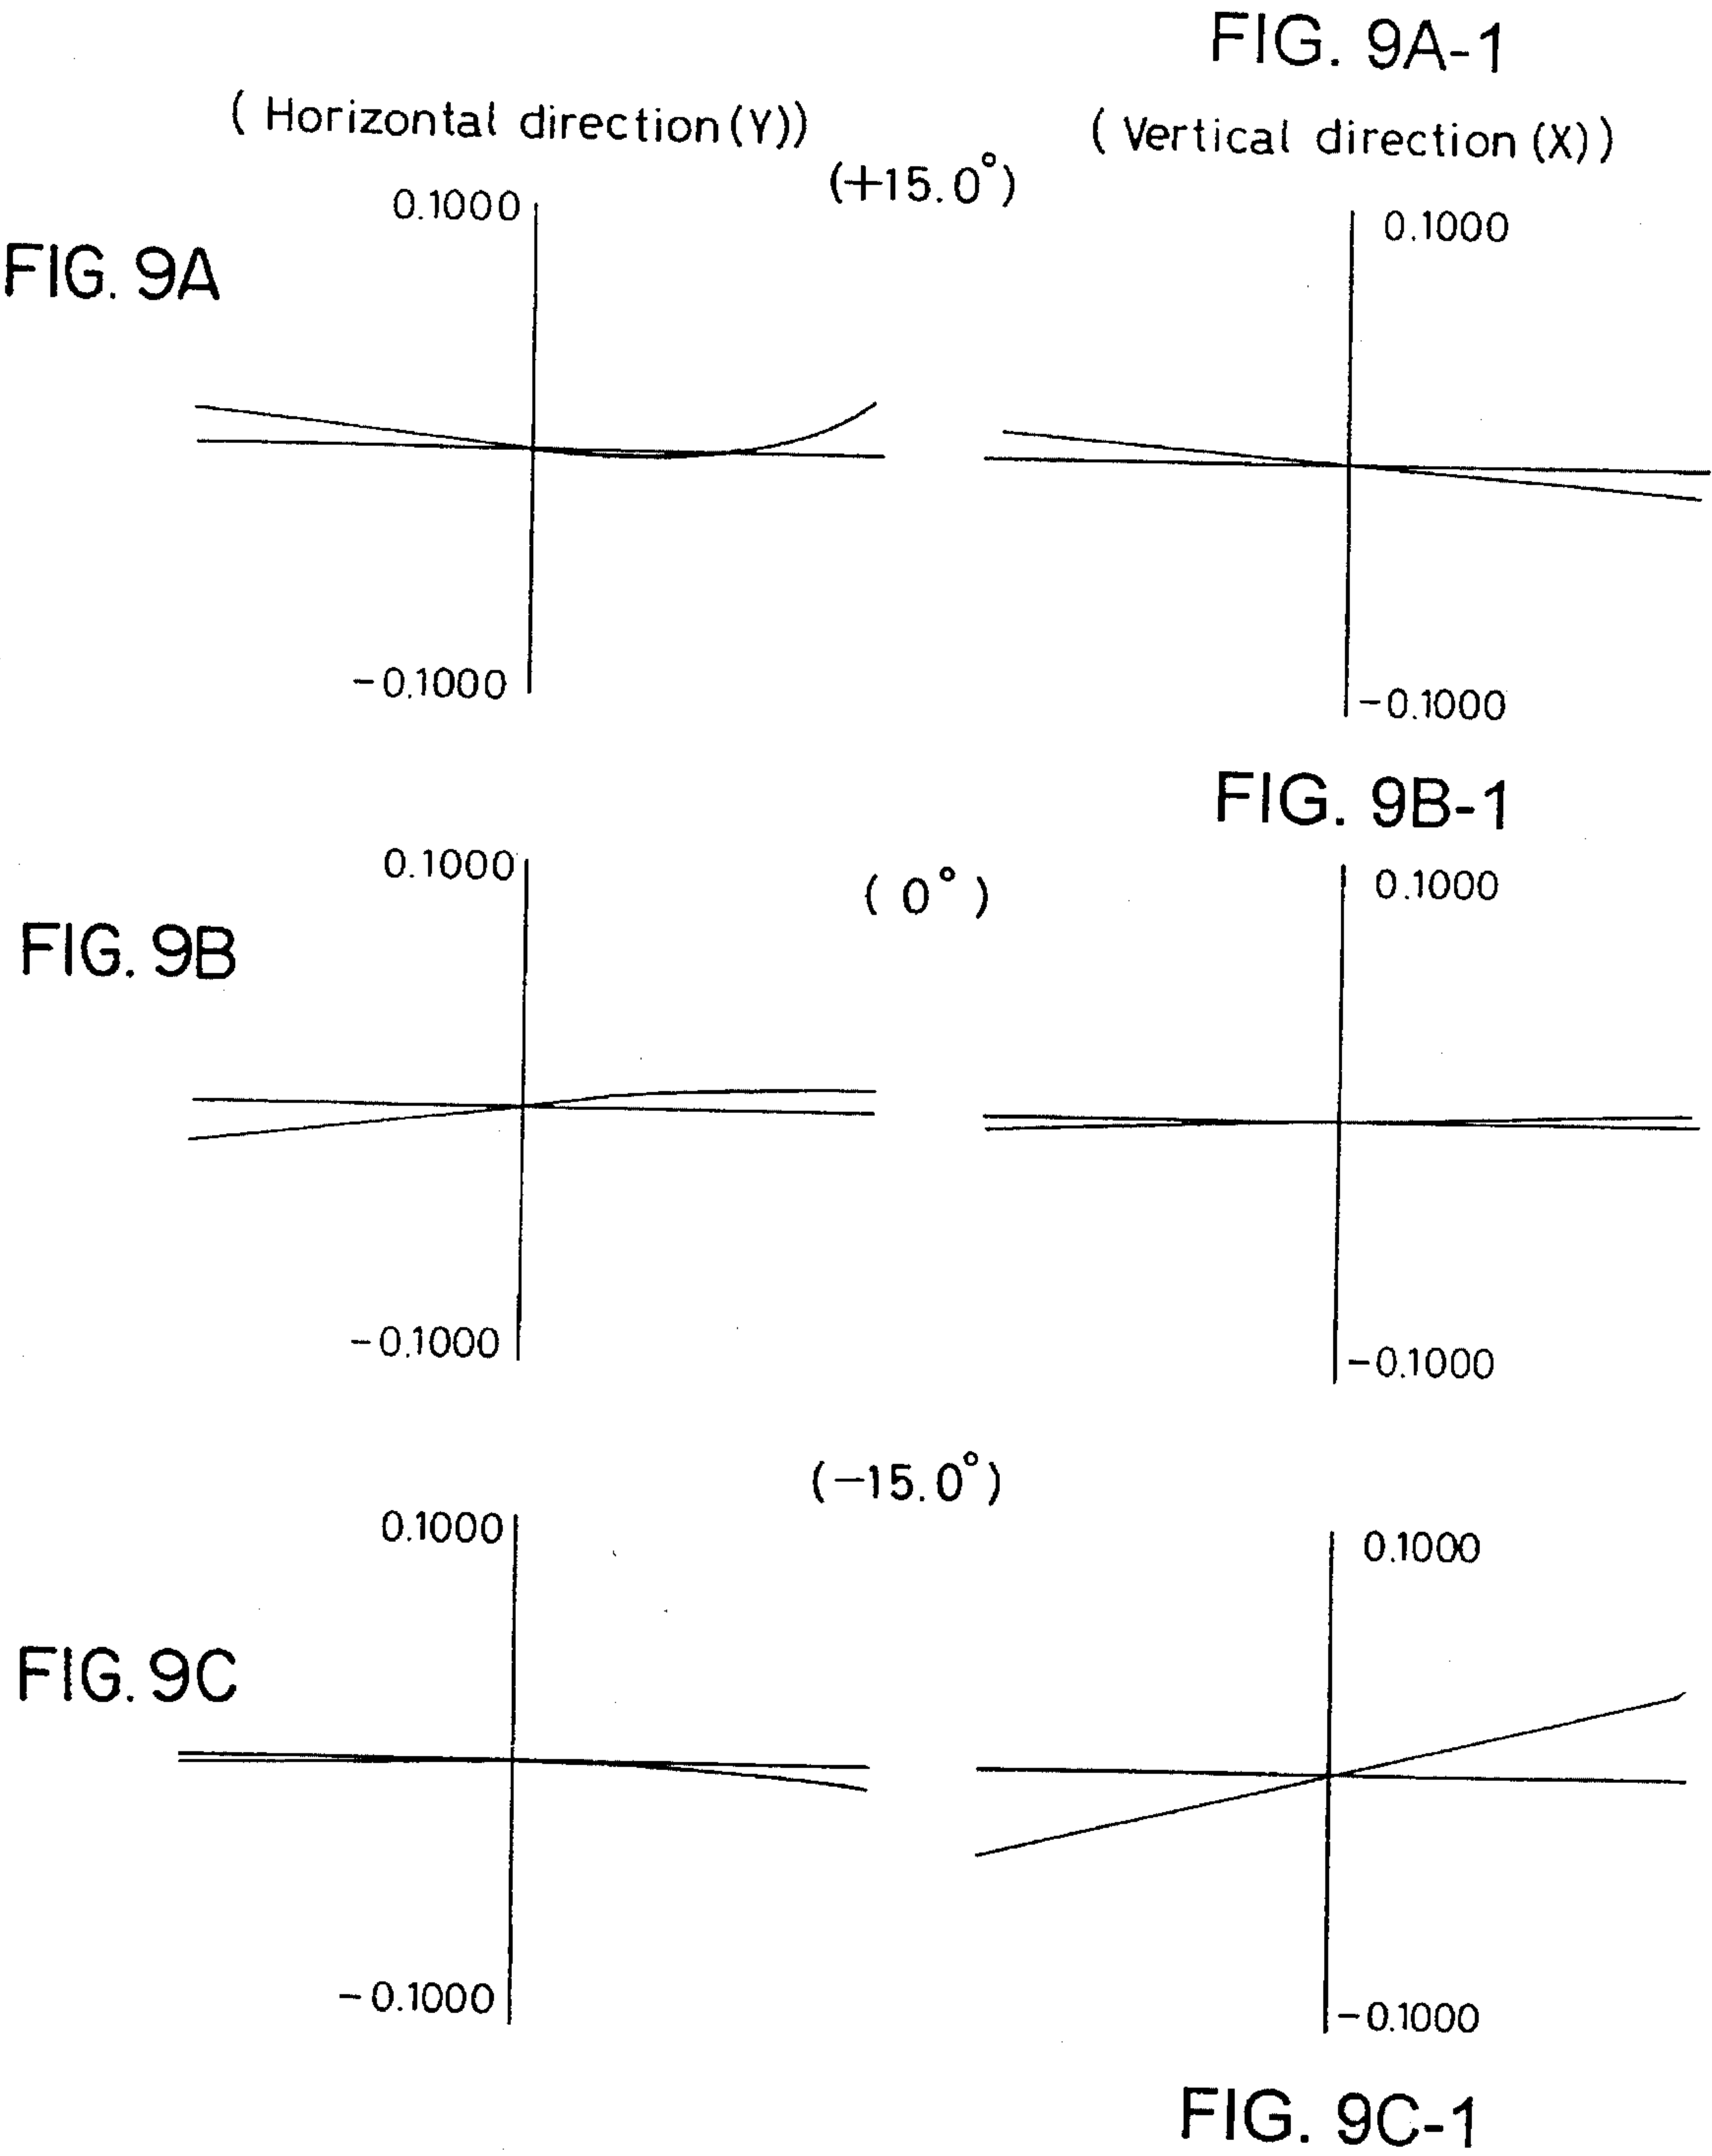 FIG. 9A-1
( Horizontal direction (Y))
( Vertical direction (X))
(+15.0°)
0.1000
0.1000
FIG. 9A
-0.1000
-0.1000
FIG. 9B-1
0.1000
(0°)
0.1000
FIG. 9B
-0.1000
-0.1000
(-15.0°)
0.1000
0.1000
FIG. 9C
-0.1000
-0.1000
FIG. 9C-1